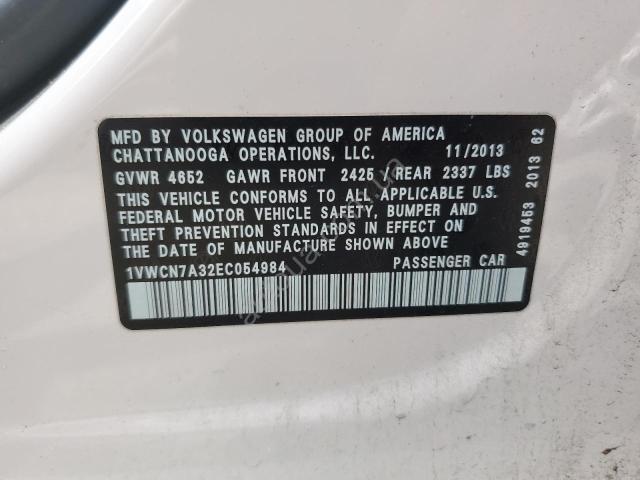 MFD BY VOLKSWAGEN GROUP OF AMERICA
CHATTANOOGA OPERATIONS, LLC. 11/2013
GVWR 4652 GAWR FRONT 2425 / REAR 2337 LBS
THIS VEHICLE CONFORMS TO ALL APPLICABLE U.S.
FEDERAL MOTOR VEHICLE SAFETY, BUMPER AND
THEFT PREVENTION STANDARDS IN EFFECT ON
THE DATE OF MANUFACTURE SHOWN ABOVE
1VWCN7A32EC054984 PASSENGER CAR
4919453 2013 62